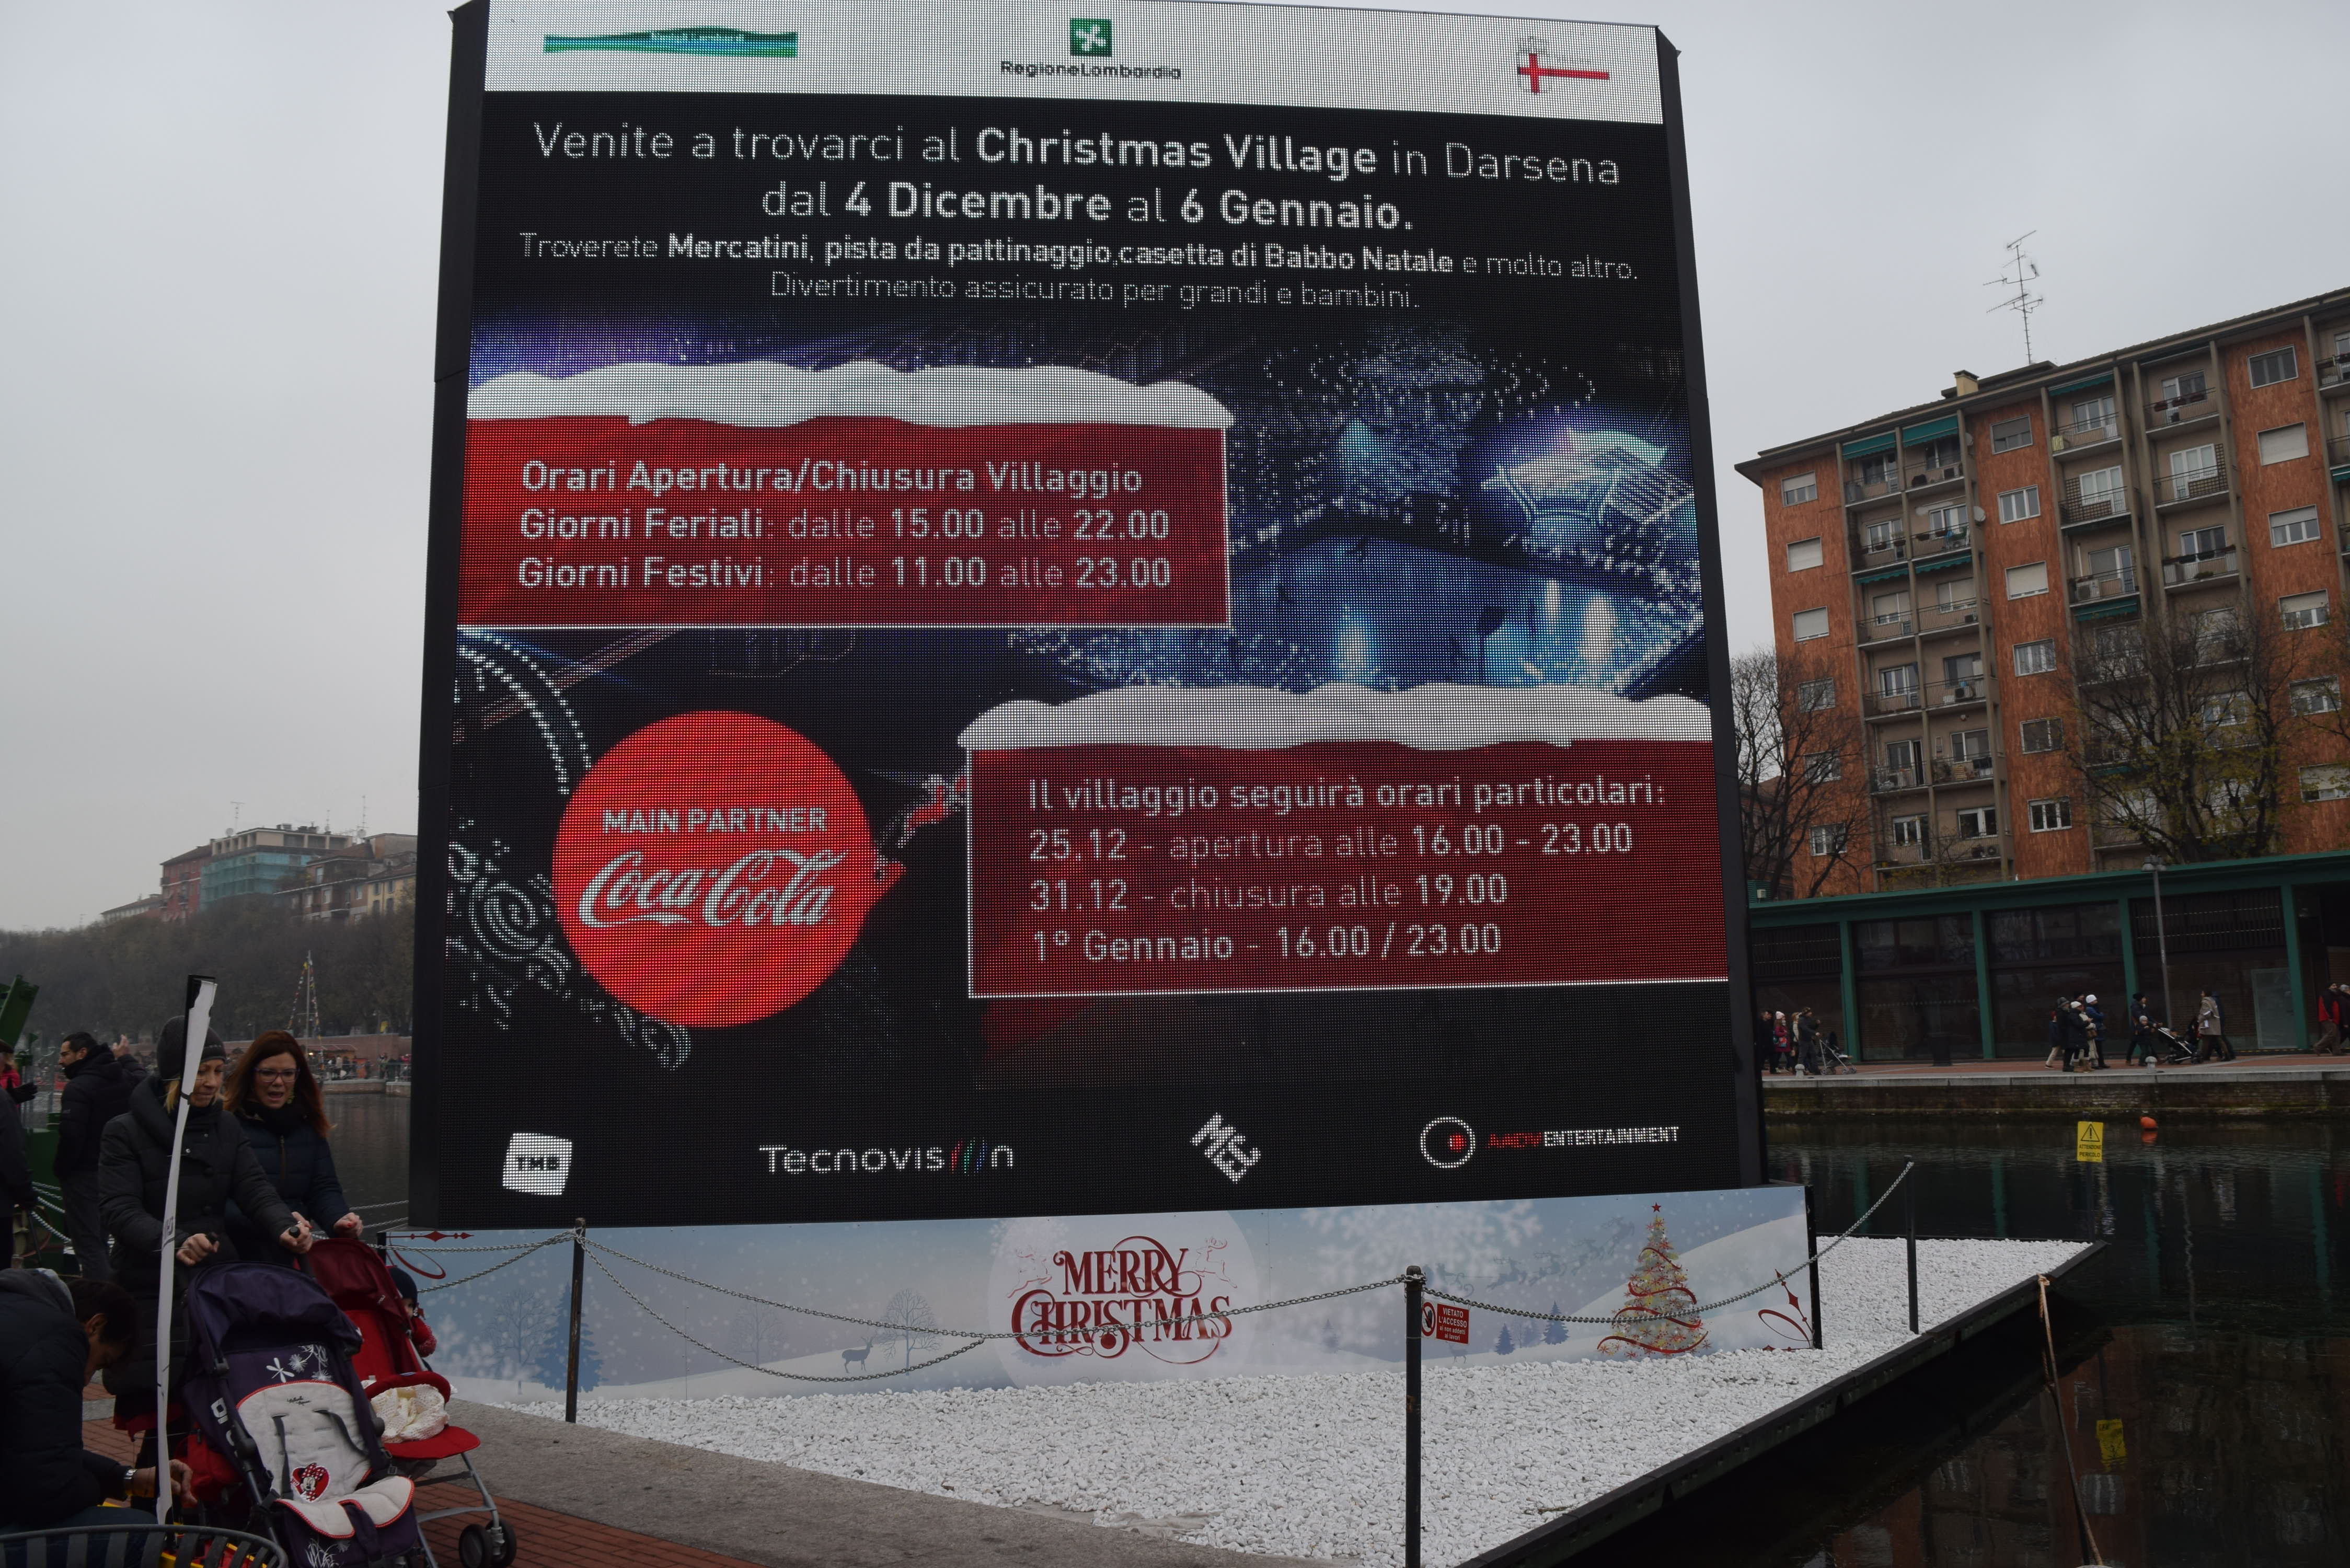 RegioneLombardia
Venite a trovarci al Christmas Village in Darsena
dal 4 Dicembre al 6 Gennaio.
Troverete Mercatini, pista da pattinaggio,casetta di Babbo Natale e molto altro.
Divertimento assicurato per grandi e bambini.
Orari Apertura/Chiusura Villaggio
Giorni Feriali: dalle 15.00 alle 22.00
Giorni Festivi: dalle 11.00 alle 23.00
MAIN PARTNER
Coca-Cola
Il villaggio seguirà orari particolari:
25.12 - apertura alle 16.00 - 23.00
31.12 - chiusura alle 19.00
1° Gennaio - 16.00 / 23.00
TMB
Tecnovision
ENTERTAINMENT
MERRY
CHRISTMAS
VIETATO
L'ACCESSO